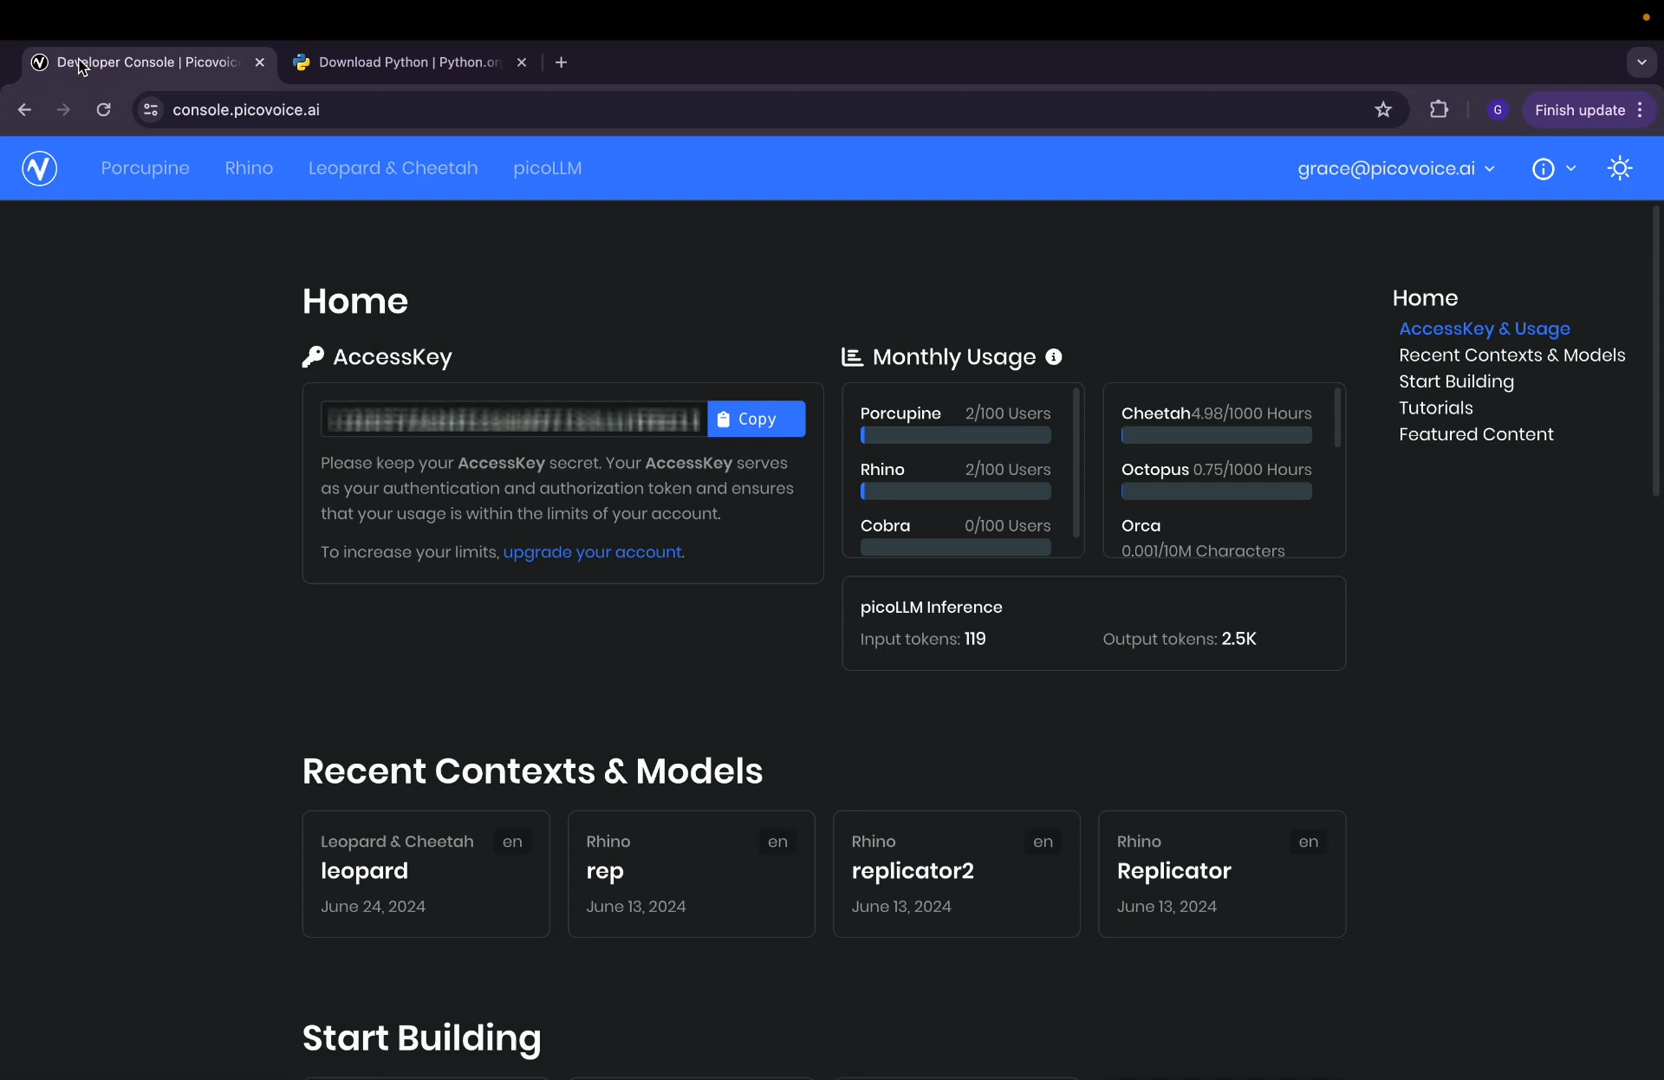 Developer Console | Picovoice
Download Python | Python.or
console.picovoice.ai
G
Finish update
Porcupine
Rhino
Leopard & Cheetah
picoLLM
grace@picovoice.ai
Home
AccessKey
Copy
Please keep your AccessKey secret. Your AccessKey serves
as your authentication and authorization token and ensures
that your usage is within the limits of your account.
To increase your limits, upgrade your account.
Monthly Usage
Porcupine 2/100 Users
Rhino 2/100 Users
Cobra 0/100 Users
Cheetah4.98/1000 Hours
Octopus 0.75/1000 Hours
Orca
0.001/10M Characters
picoLLM Inference
Input tokens: 119
Output tokens: 2.5K
Home
AccessKey & Usage
Recent Contexts & Models
Start Building
Tutorials
Featured Content
Recent Contexts & Models
Leopard & Cheetah en
leopard
June 24, 2024
Rhino en
rep
June 13, 2024
Rhino en
replicator2
June 13, 2024
Rhino en
Replicator
June 13, 2024
Start Building